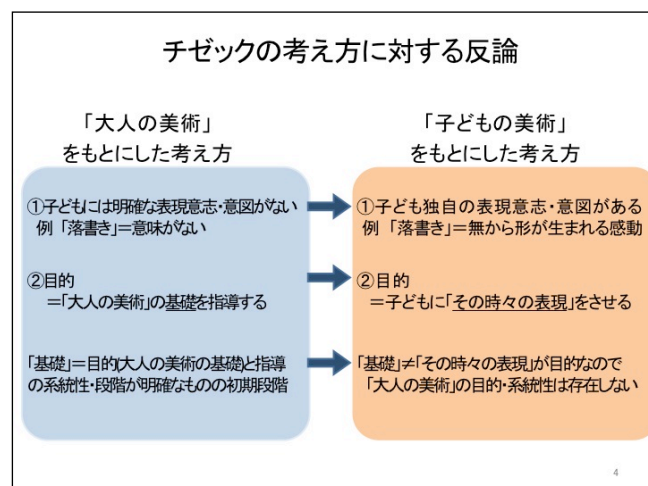 チゼックの考え方に対する反論
「大人の美術」
をもとにした考え方
①子どもには明確な表現意志・意図がない
例 「落書き」=意味がない
②目的
=「大人の美術」の基礎を指導する
「基礎」=目的(大人の美術の基礎)と指導
の系統性・段階が明確なものの初期段階
「子どもの美術」
をもとにした考え方
①子ども独自の表現意志・意図がある
例 「落書き」=無から形が生まれる感動
②目的
=子どもに「その時々の表現」をさせる
「基礎」≠「その時々の表現」が目的なので
「大人の美術」の目的・系統性は存在しない
4